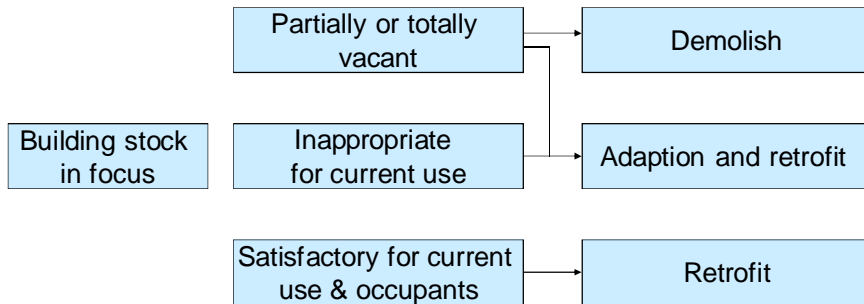 Partially or totally
vacant
Demolish
Building stock
in focus
Inappropriate
for current use
Adaption and retrofit
Satisfactory for current
use & occupants
Retrofit